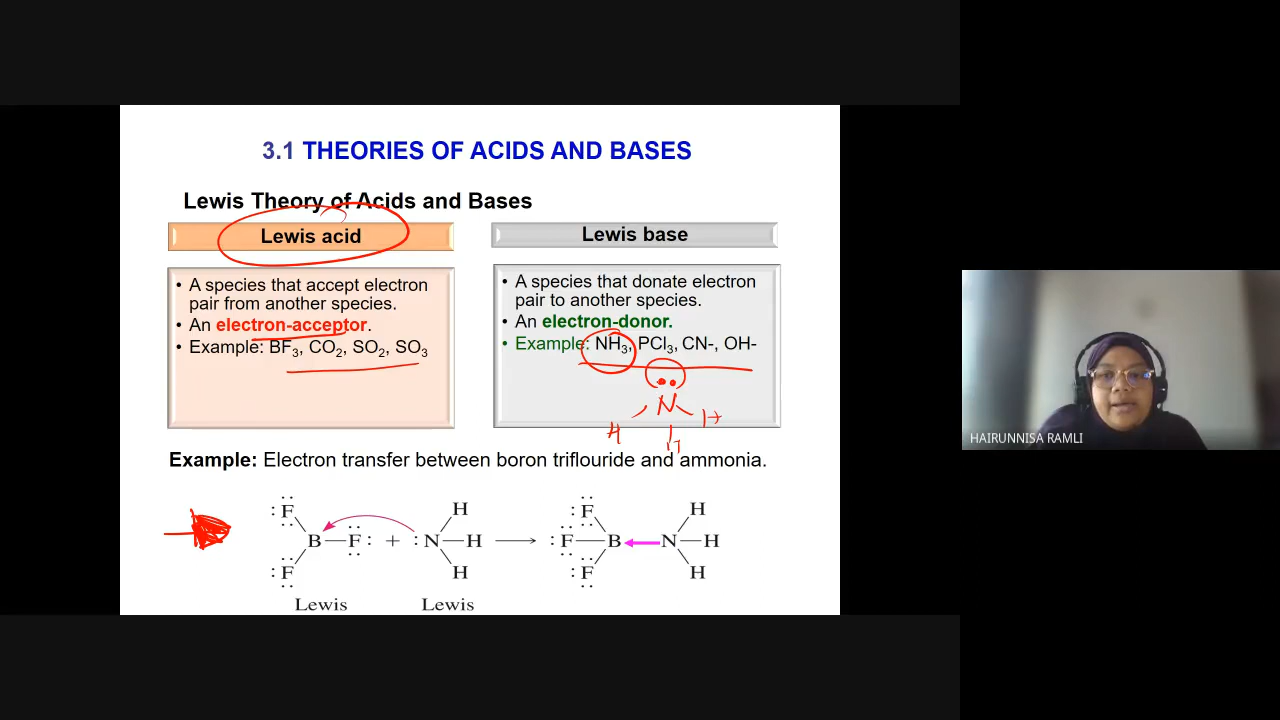 3.1 THEORIES OF ACIDS AND BASES
Lewis Theory of Acids and Bases
Lewis acid
• A species that accept electron
pair from another species.
• An electron-acceptor.
• Example: BF₃, CO₂, SO₂, SO₃
Lewis base
• A species that donate electron
pair to another species.
• An electron-donor.
• Example: NH₃, PCl₃, CN-, OH-
N
H H
H
Example: Electron transfer between boron triflouride and ammonia.
:F H :F H
B—F: + :N—H ⟶ :F—B←N—H
:F H :F H
Lewis Lewis
HAIRUNNISA RAMLI